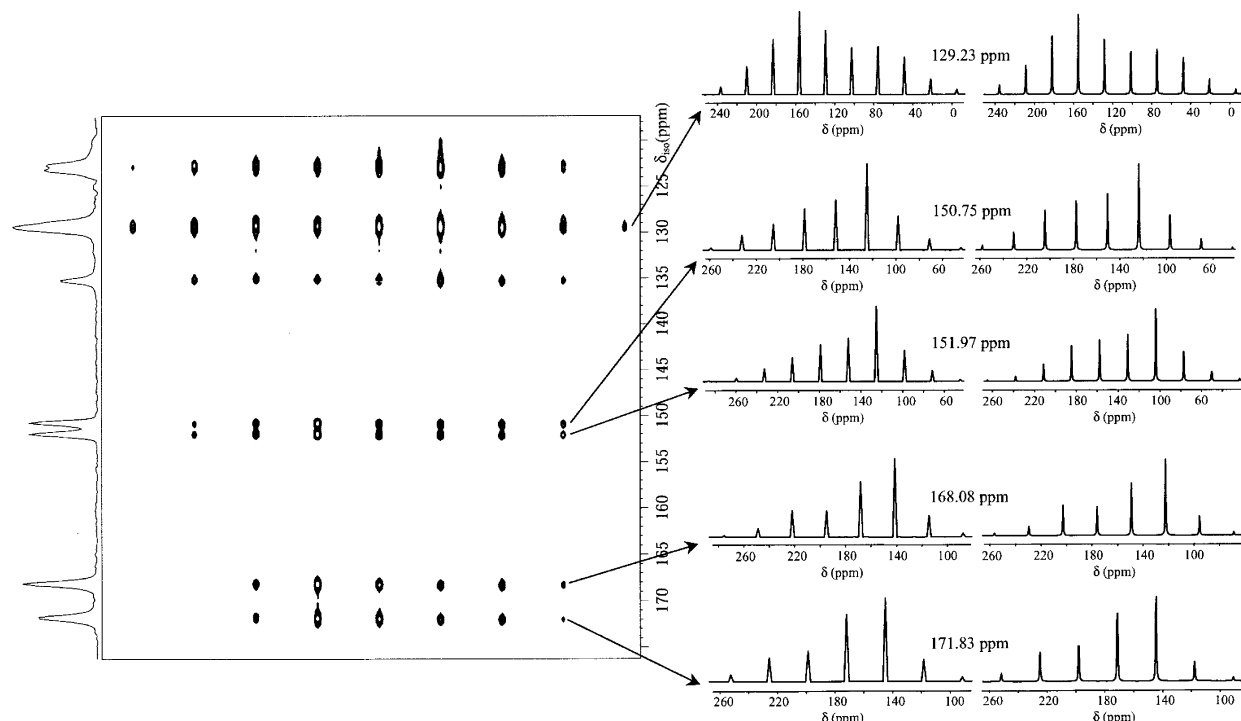 δiso(ppm)
125
130
135
140
145
150
155
160
165
170
129.23 ppm
240 200 160 120 80 40 0
δ (ppm)
240 200 160 120 80 40 0
δ (ppm)
150.75 ppm
260 220 180 140 100 60
δ (ppm)
260 220 180 140 100 60
δ (ppm)
151.97 ppm
260 220 180 140 100 60
δ (ppm)
260 220 180 140 100 60
δ (ppm)
168.08 ppm
260 220 180 140 100
δ (ppm)
220 180 140 100
δ (ppm)
171.83 ppm
260 220 180 140 100
δ (ppm)
260 220 180 140 100
δ (ppm)